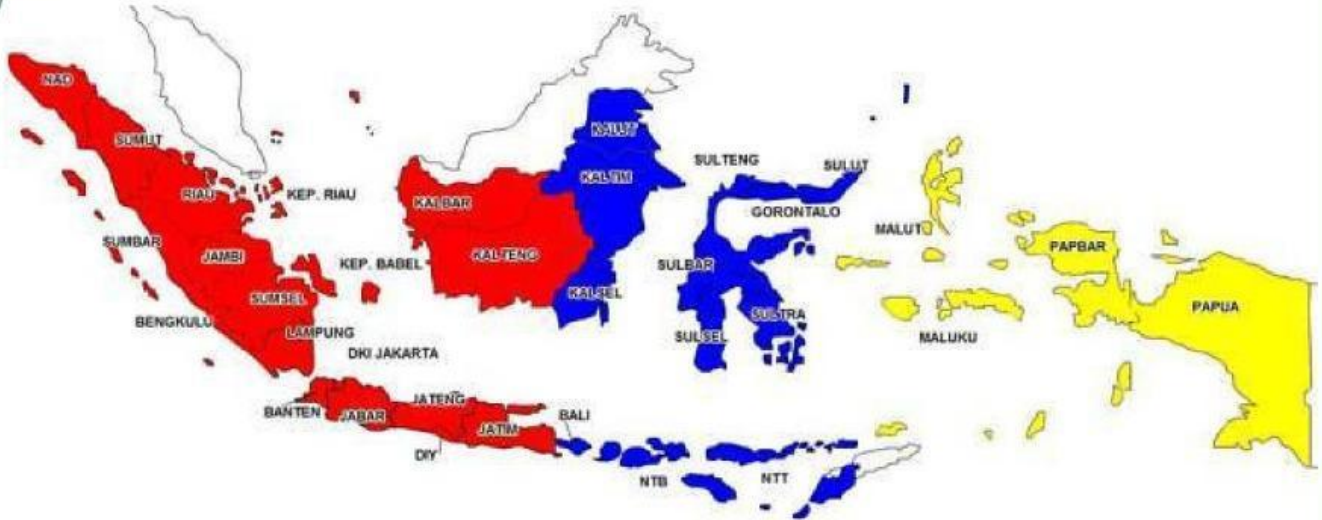 NAD
SUMUT
RIAU
KEP. RIAU
SUMBAR
JAMBI
KEP. BABEL
SUMSEL
BENGKULU
LAMPUNG
DKI JAKARTA
BANTEN
JABAR
JATENG
DIY
JATIM
BALI
NTB
NTT
KALBAR
KALTENG
KALUT
KALTIM
KALSEL
SULTENG
SULUT
GORONTALO
SULBAR
SULSEL
SULTRA
MALUT
MALUKU
PAPBAR
PAPUA